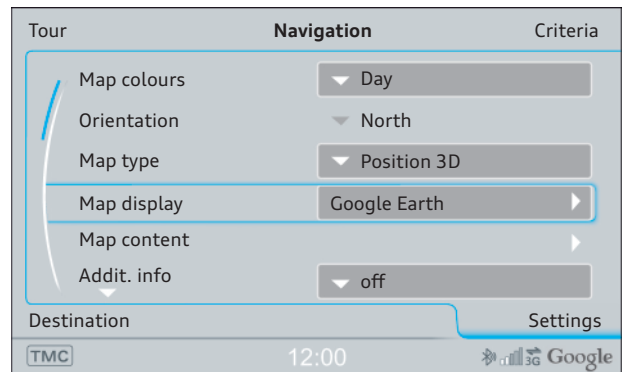 Tour Navigation Criteria
Map colours Day
Orientation North
Map type Position 3D
Map display Google Earth
Map content
Addit. info off
Destination Settings
TMC 12:00 3G Google